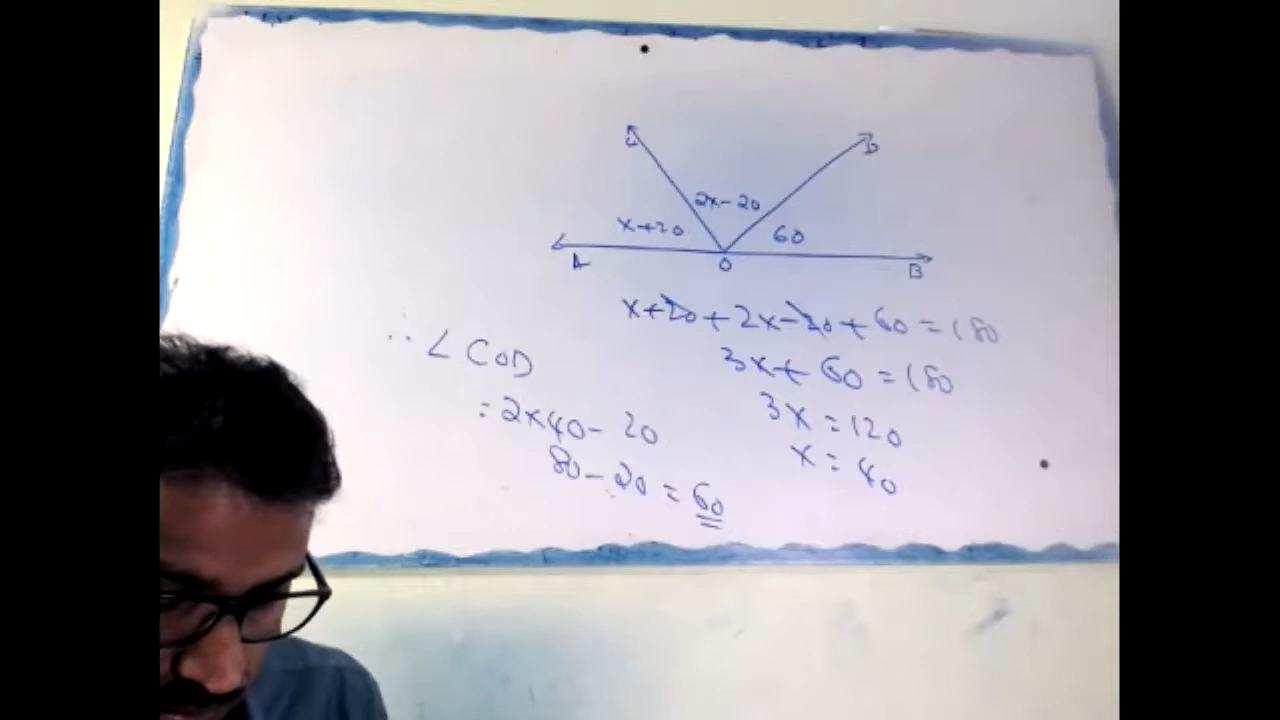 C D
2x-20
x+20 60
A O B
x+20+2x-20+60=180
3x+60=180
3x=120
x=40
∴ ∠COD
=2×40-20
80-20=60